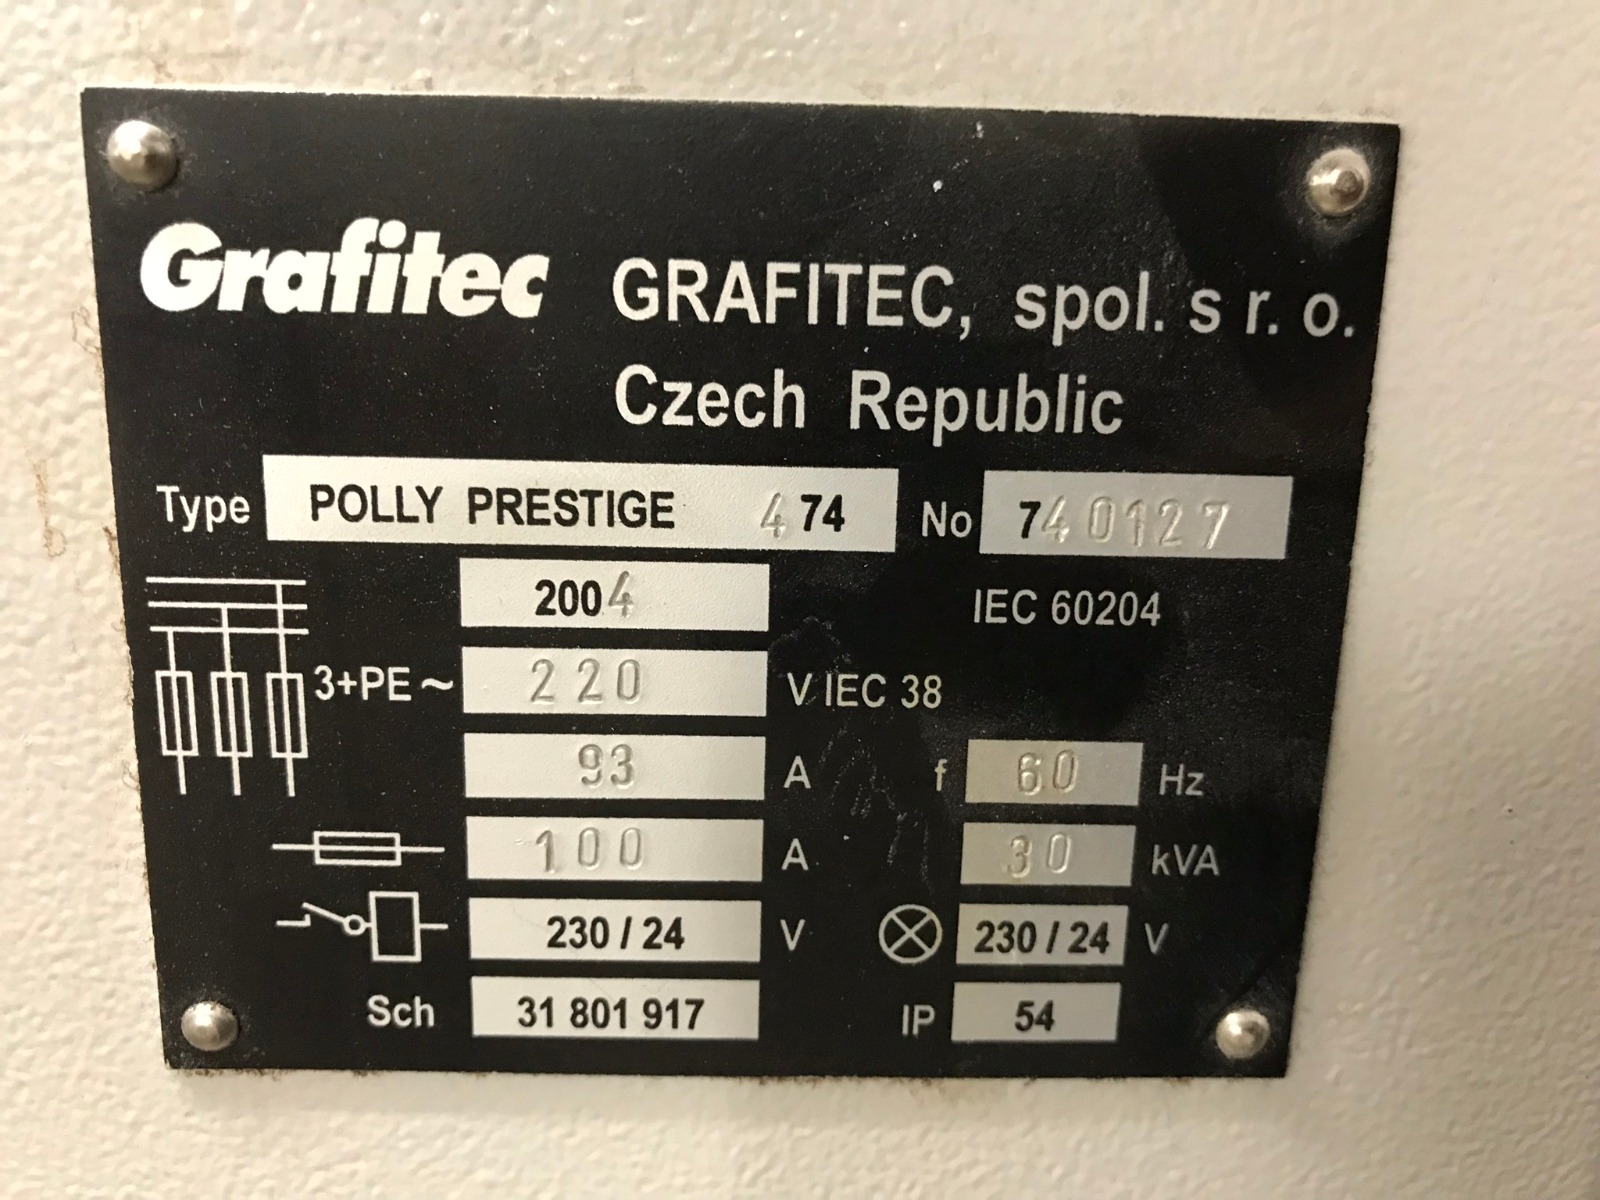 Grafitec GRAFITEC, spol. s r. o.
Czech Republic
Type POLLY PRESTIGE 474 No 740127
2004 IEC 60204
3+PE ~ 220 V IEC 38
93 A f 60 Hz
100 A 30 kVA
230 / 24 V 230 / 24 V
Sch 31 801 917 IP 54